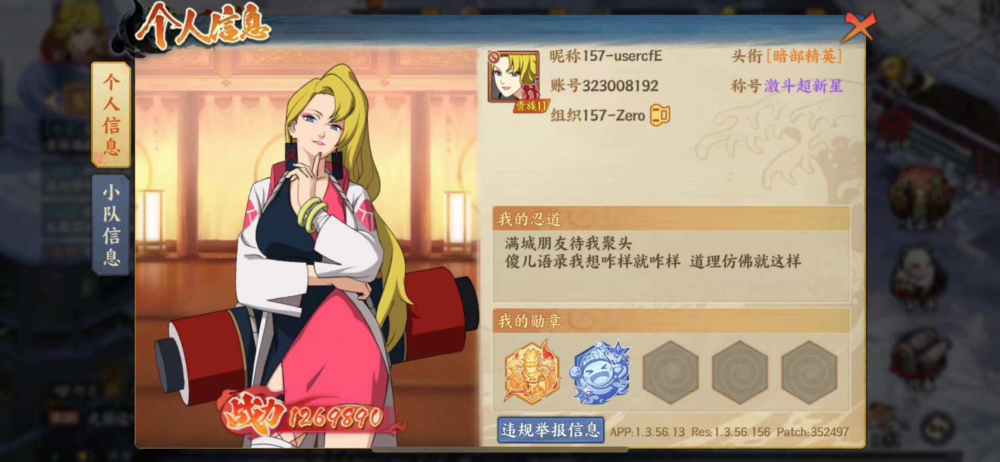 个人信息
个人信息
小队信息
昵称157-usercfE
头衔[暗部精英]
账号323008192
称号激斗超新星
贵族11
组织157-Zero
我的忍道
满城朋友待我聚头
傻儿语录我想咋样就咋样 道理仿佛就这样
我的勋章
战力1269890
违规举报信息
APP:1.3.56.13 Res:1.3.56.156 Patch:352497